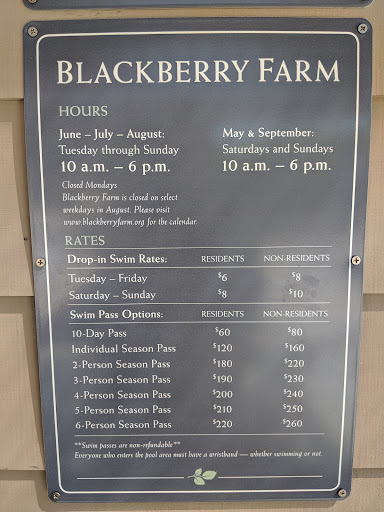 BLACKBERRY FARM
HOURS
June – July – August:
Tuesday through Sunday
10 a.m. – 6 p.m.
May & September:
Saturdays and Sundays
10 a.m. – 6 p.m.
Closed Mondays
Blackberry Farm is closed on select
weekdays in August. Please visit
www.blackberryfarm.org for the calendar.
RATES
Drop-in Swim Rates: RESIDENTS NON-RESIDENTS
Tuesday – Friday $6 $8
Saturday – Sunday $8 $10
Swim Pass Options: RESIDENTS NON-RESIDENTS
10-Day Pass $60 $80
Individual Season Pass $120 $160
2-Person Season Pass $180 $220
3-Person Season Pass $190 $230
4-Person Season Pass $200 $240
5-Person Season Pass $210 $250
6-Person Season Pass $220 $260
**Swim passes are non-refundable**
Everyone who enters the pool area must have a wristband — whether swimming or not.